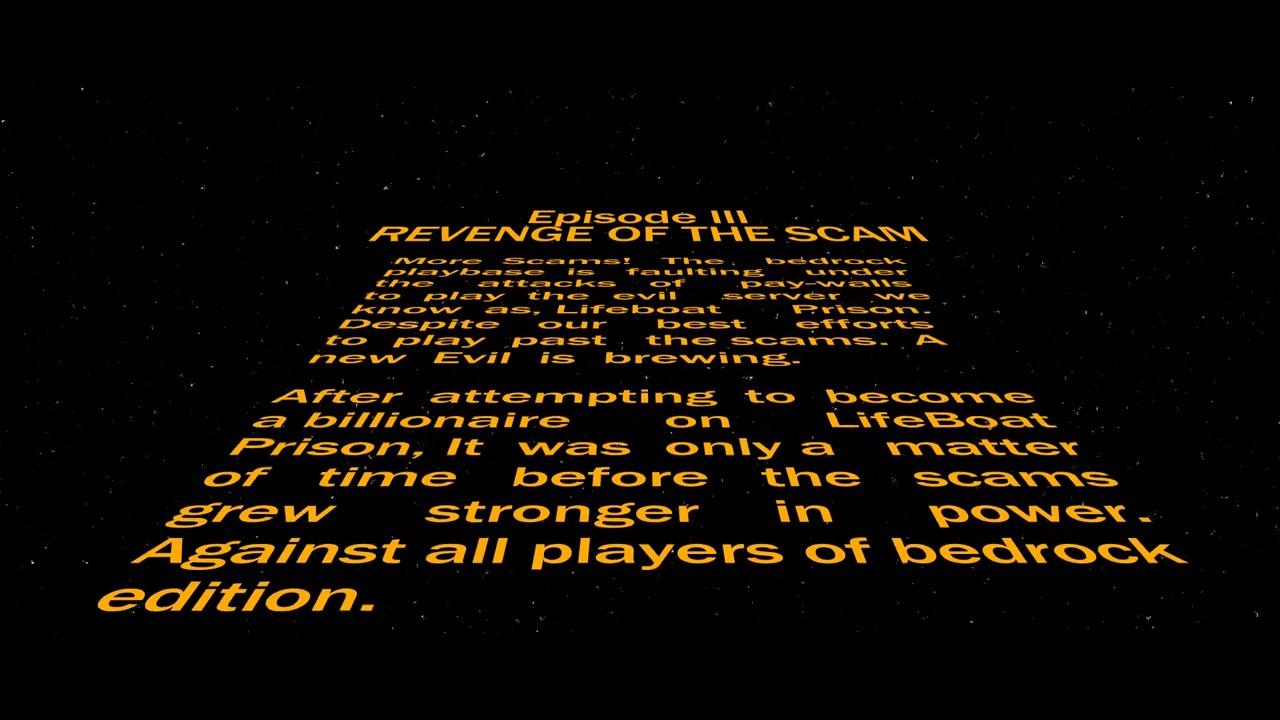 Episode III
REVENGE OF THE SCAM
More Scams! The bedrock
playbase is faulting under
the attacks of pay-walls
to play the evil server we
know as, Lifeboat Prison.
Despite our best efforts
to play past the scams. A
new Evil is brewing.
After attempting to become
a billionaire on LifeBoat
Prison, It was only a matter
of time before the scams
grew stronger in power.
Against all players of bedrock
edition.